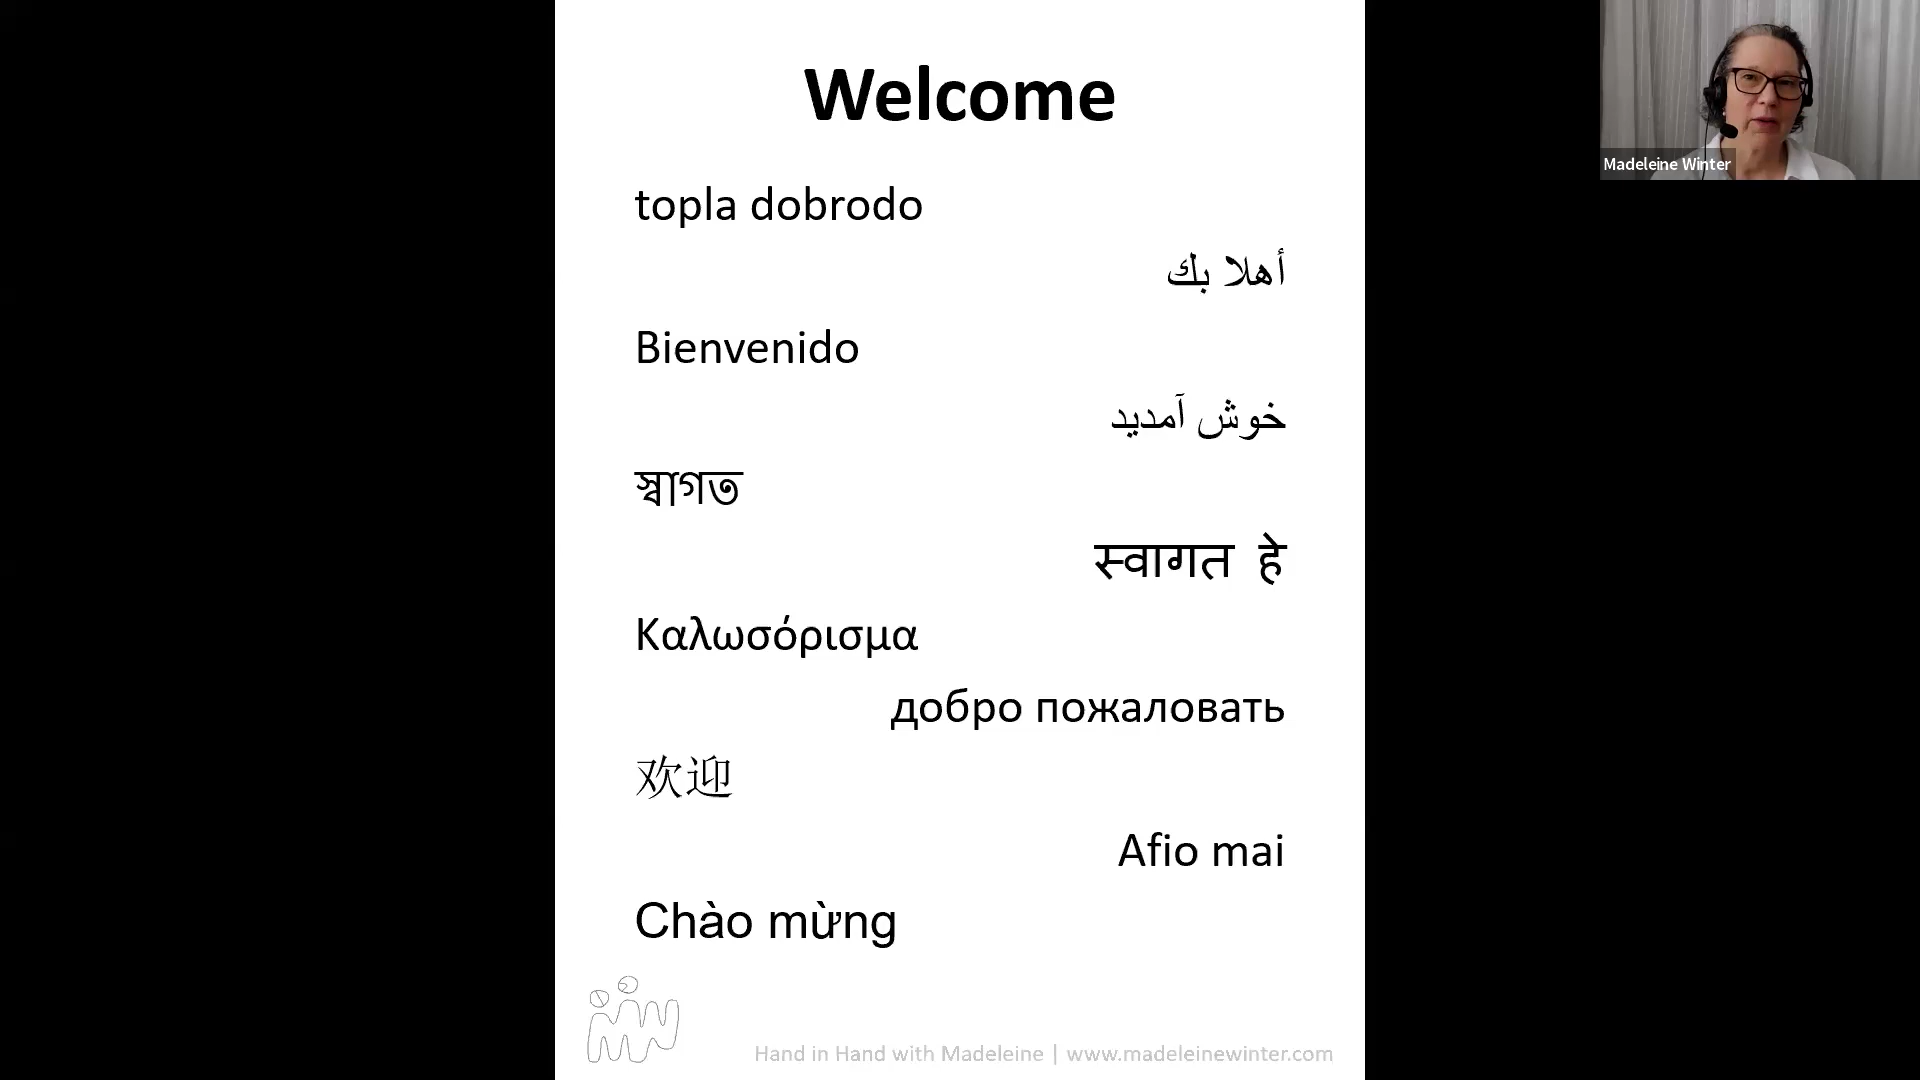 Welcome
topla dobrodo
أهلا بك
Bienvenido
خوش آمدید
স্বাগত
स्वागत हे
Καλωσόρισμα
добро пожаловать
欢迎
Afio mai
Chào mừng
Hand in Hand with Madeleine | www.madeleinewinter.com
Madeleine Winter